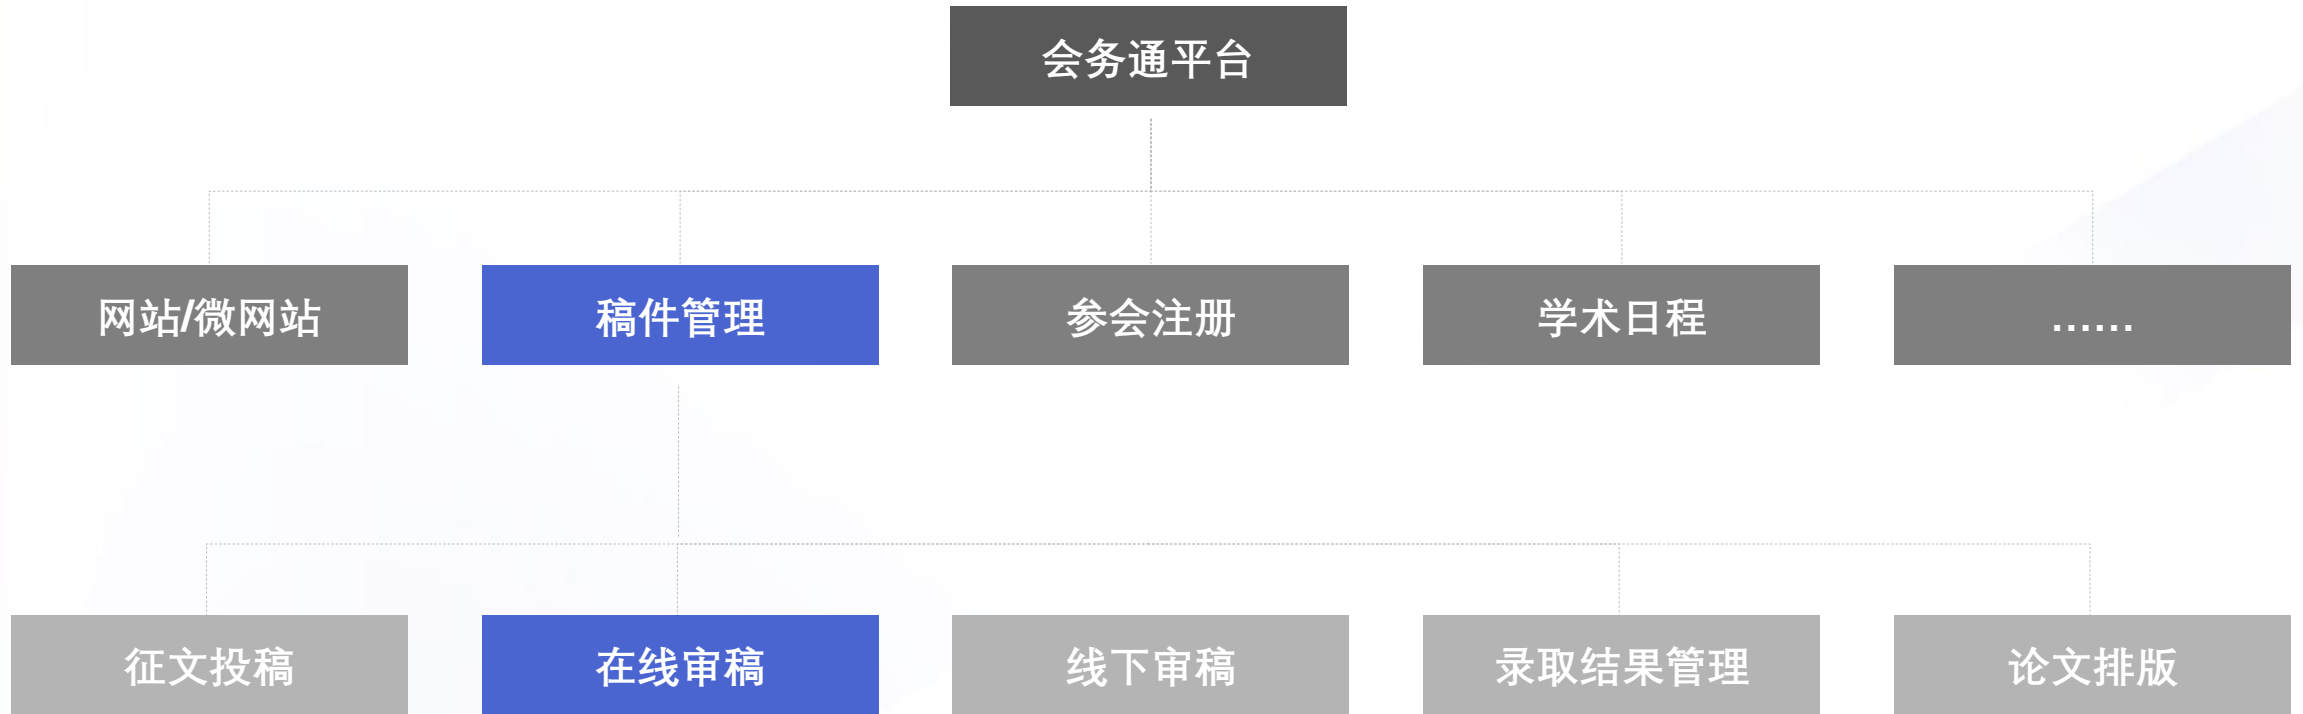 会务通平台
网站/微网站
稿件管理
参会注册
学术日程
......
征文投稿
在线审稿
线下审稿
录取结果管理
论文排版